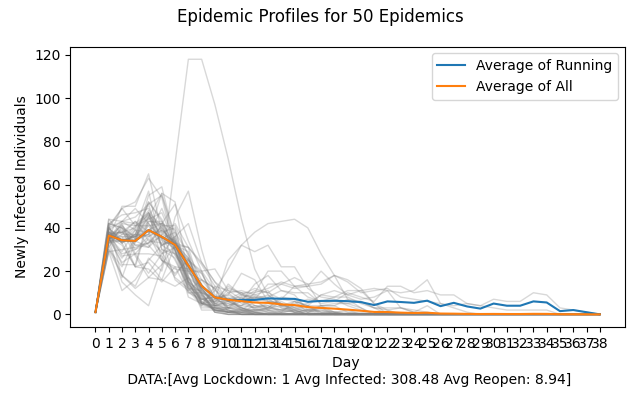 Epidemic Profiles for 50 Epidemics
120
100
80
60
40
20
0
Newly Infected Individuals
Average of Running
Average of All
0 1 2 3 4 5 6 7 8 9 10 11 12 13 14 15 16 17 18 19 20 21 22 23 24 25 26 27 28 29 30 31 32 33 34 35 36 37 38
Day
DATA:[Avg Lockdown: 1 Avg Infected: 308.48 Avg Reopen: 8.94]